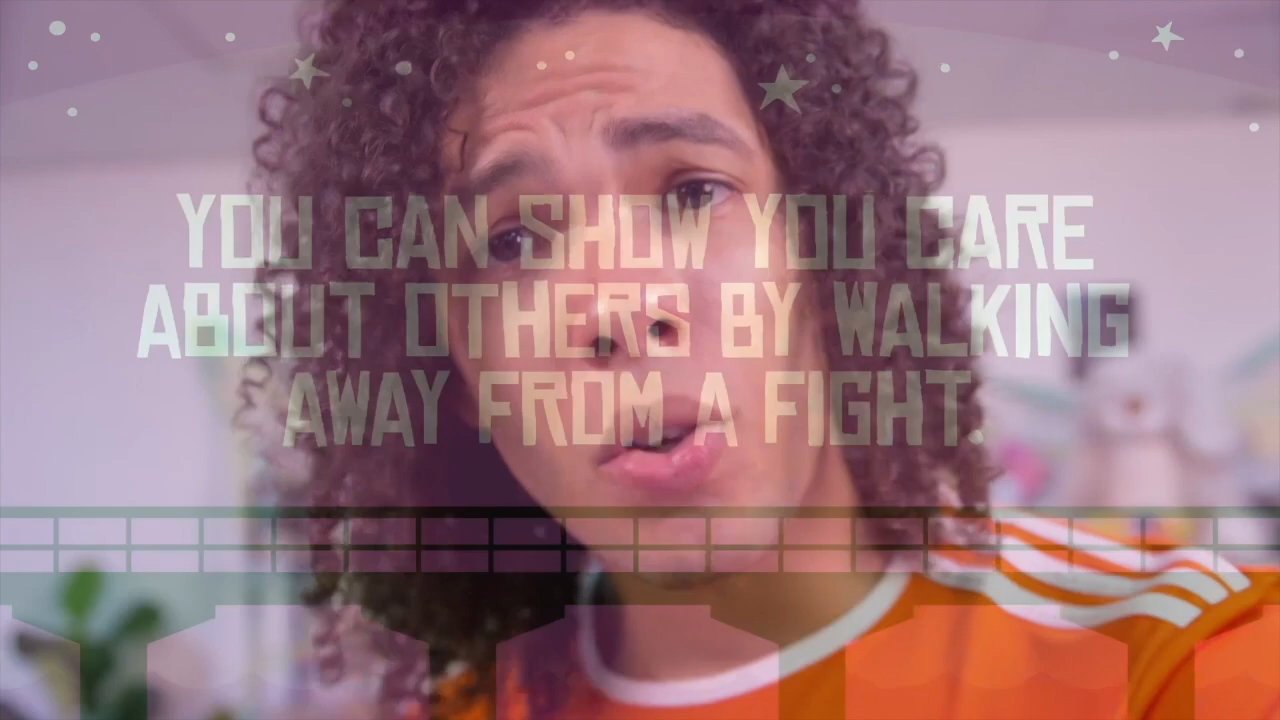 YOU CAN SHOW YOU CARE
ABOUT OTHERS BY WALKING
AWAY FROM A FIGHT.